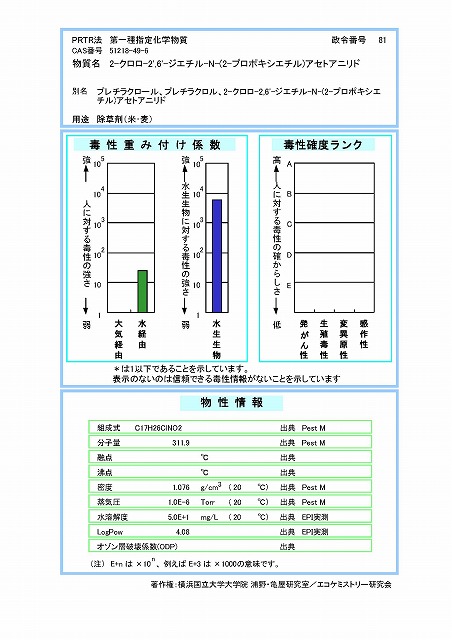 PRTR法 第一種指定化学物質 政令番号 81
CAS番号 51218-49-6
物質名 2-クロロ-2',6'-ジエチル-N-(2-プロポキシエチル)アセトアニリド
別名 プレチラクロール、プレチラクロル、2-クロロ-2,6'-ジエチル-N-(2-プロポキシエ
チル)アセトアニリド
用途 除草剤(米・麦)
毒性重み付け係数
強
人に対する毒性の強さ
弱
10^5
10^4
10^3
10^2
10
1
大気経由
水経由
強
水生生物に対する毒性の強さ
弱
10^5
10^4
10^3
10^2
10
1
水生生物
毒性確度ランク
高
人に対する毒性の確からしさ
低
A
B
C
D
E
発がん性
生殖毒性
変異原性
感作性
*は1以下であることを示しています。
表示のないのは信頼できる毒性情報がないことを示しています
物性情報
組成式 C17H26ClNO2 出典 Pest M
分子量 311.9 出典 Pest M
融点 ℃ 出典
沸点 ℃ 出典
密度 1.076 g/cm3 (20 ℃) 出典 Pest M
蒸気圧 1.0E-6 Torr (20 ℃) 出典 Pest M
水溶解度 5.0E+1 mg/L (20 ℃) 出典 EPI実測
LogPow 4.08 出典 EPI実測
オゾン層破壊係数(ODP) 出典
(注) E+n は ×10^n、例えば E+3 は ×1000の意味です。
著作権:横浜国立大学大学院 浦野・亀屋研究室/エコケミストリー研究会